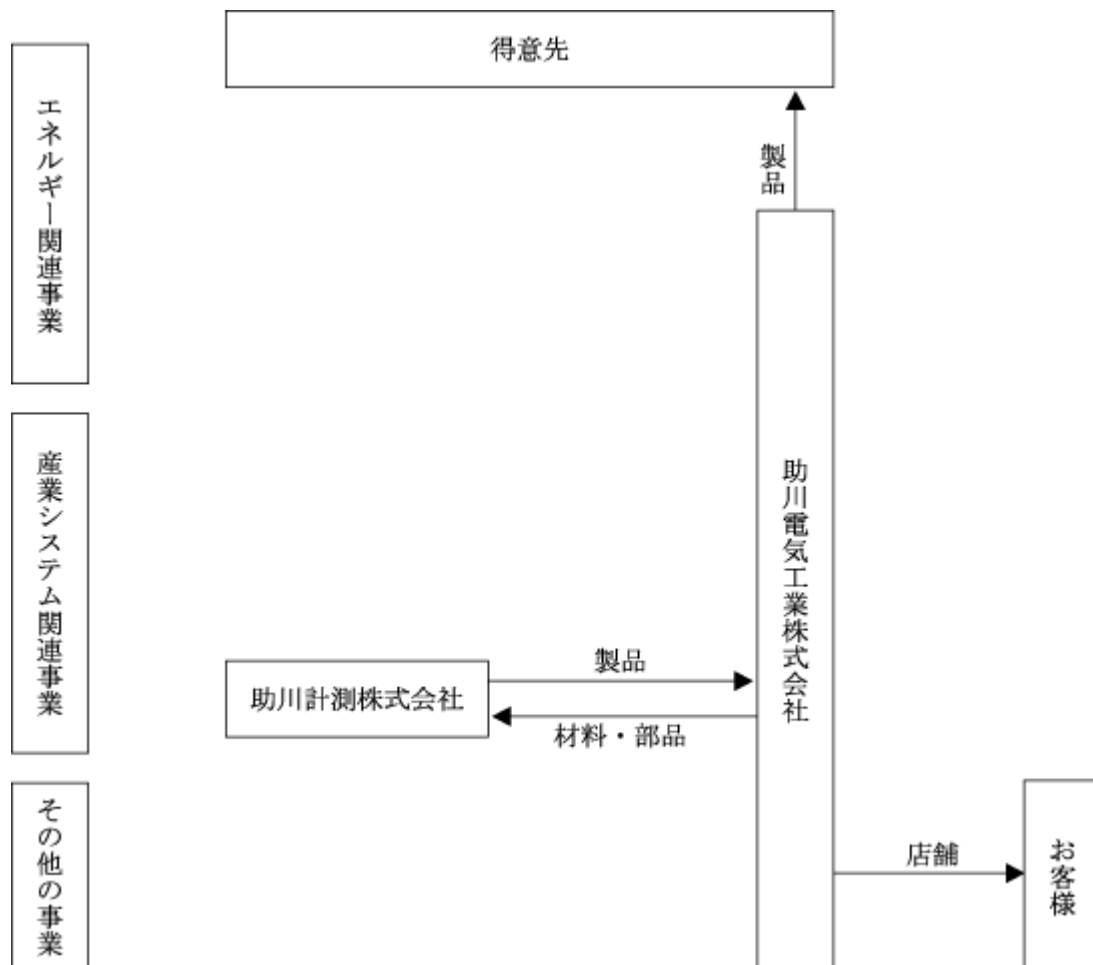 得意先
エネルギー関連事業
製品
産業システム関連事業
助川電気工業株式会社
製品
助川計測株式会社
材料・部品
その他の事業
店舗
お客様